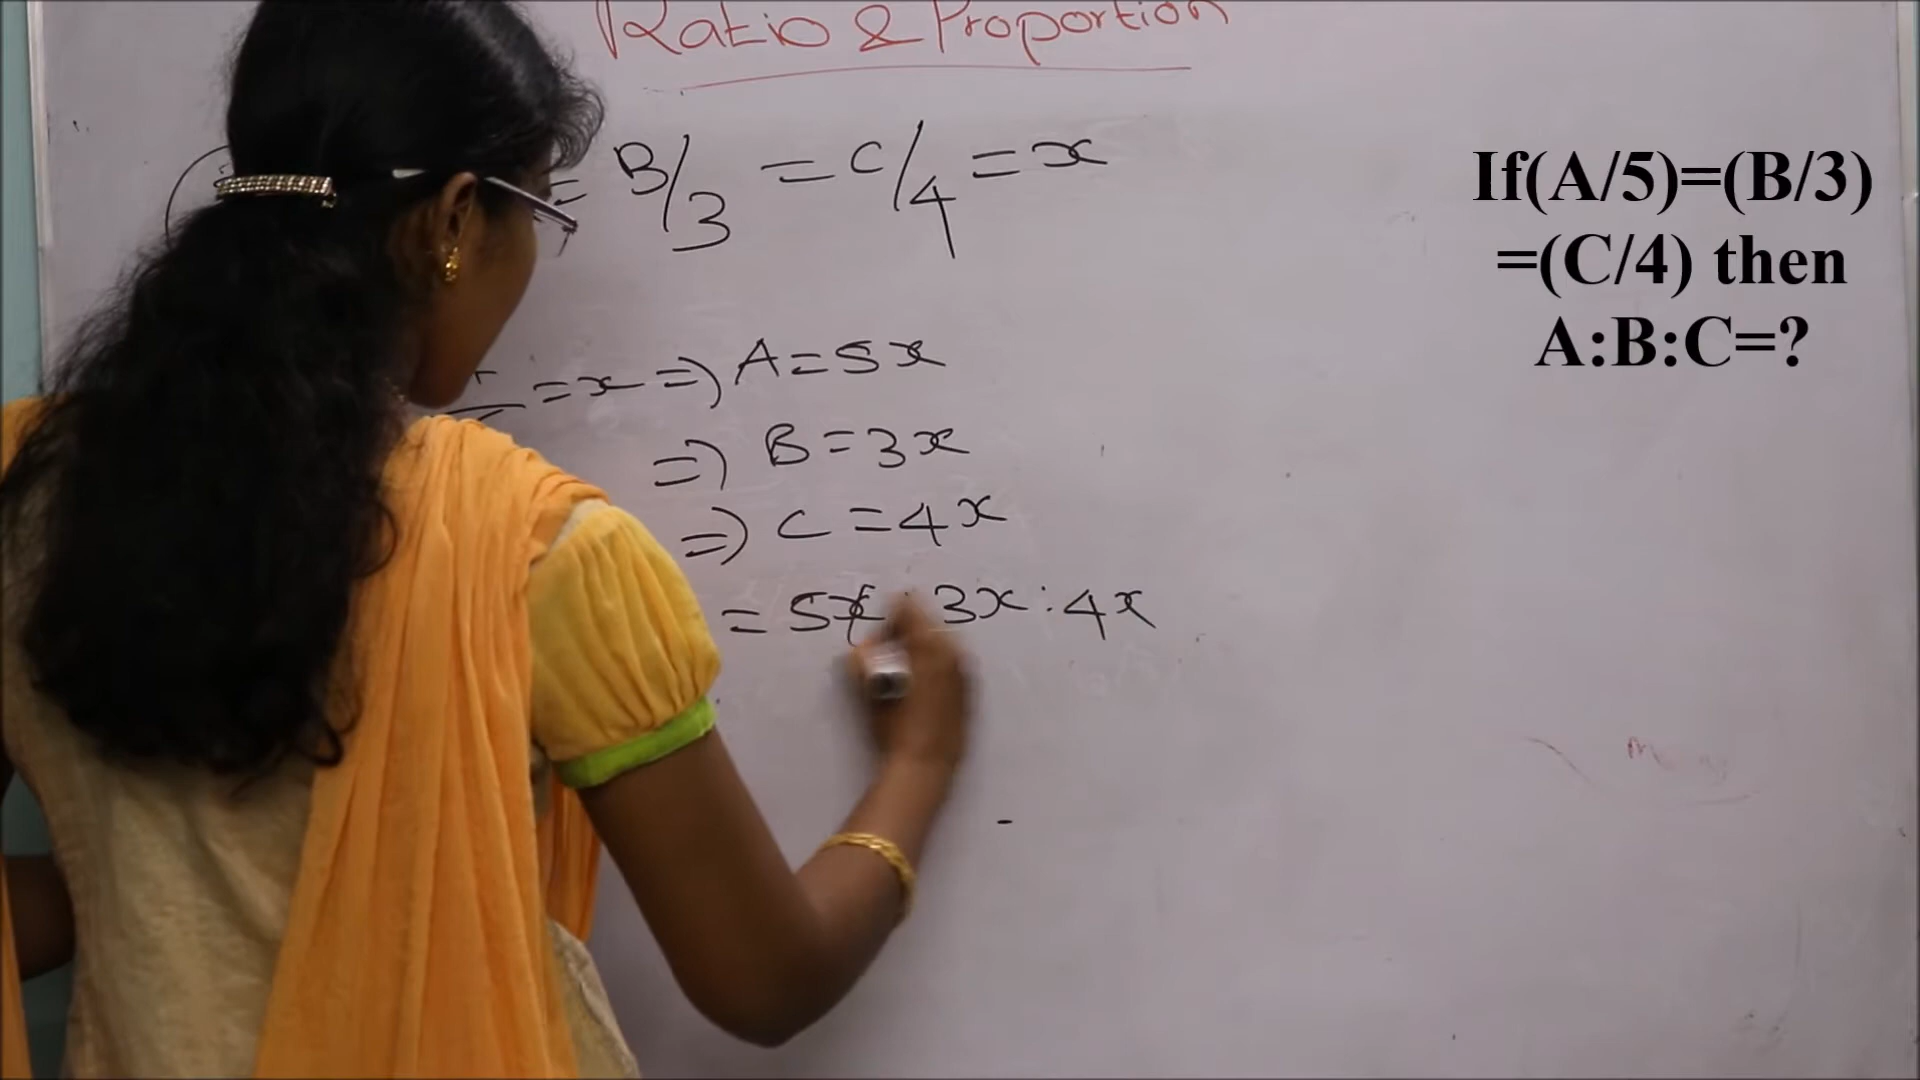 Ratio & Proportion
= B/3 = C/4 = x
If(A/5)=(B/3)
=(C/4) then
A:B:C=?
= x ⇒ A = 5x
⇒ B = 3x
⇒ C = 4x
= 5x : 3x : 4x